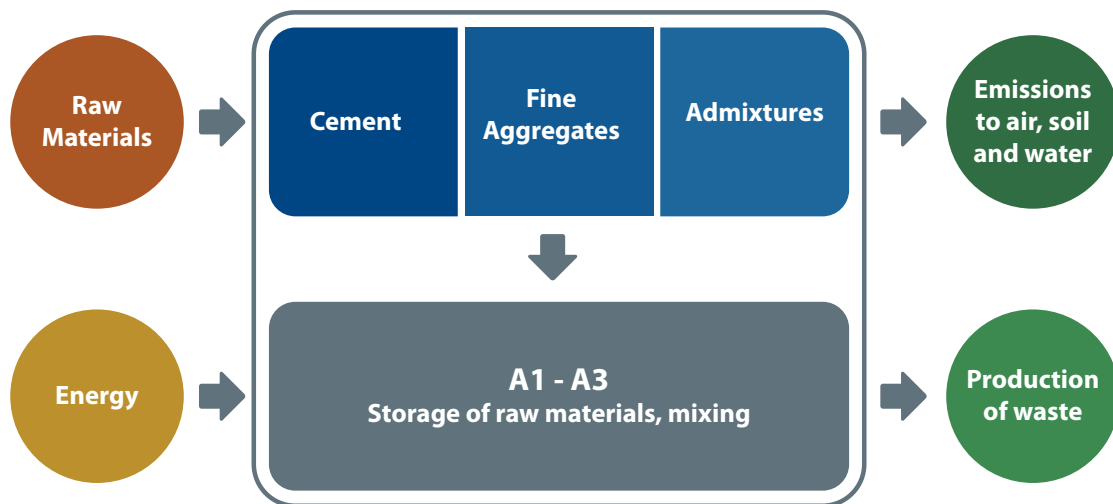 Raw
Materials
Cement
Fine
Aggregates
Admixtures
Emissions
to air, soil
and water
Energy
A1 - A3
Storage of raw materials, mixing
Production
of waste